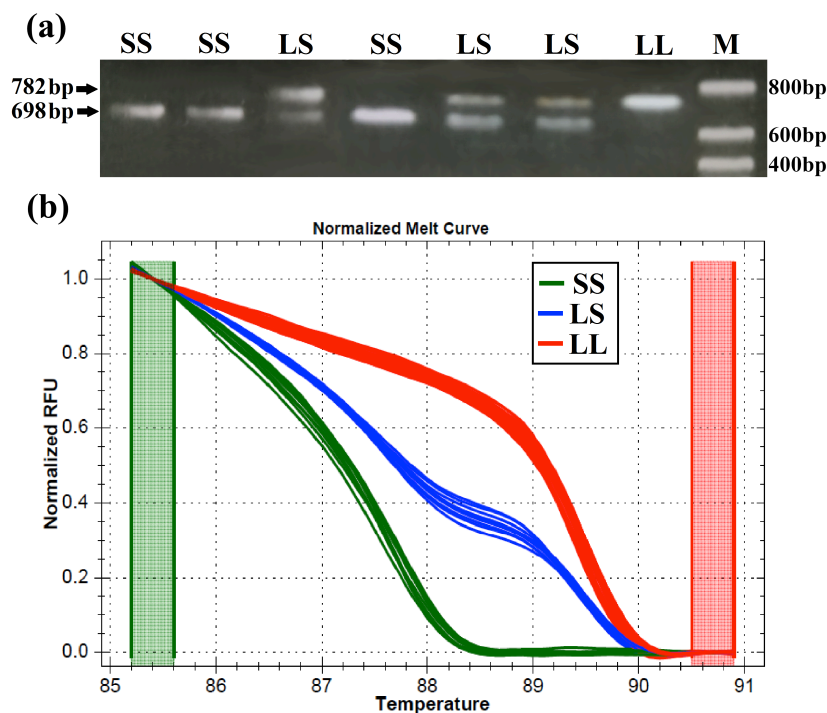 (a)
SS SS LS SS LS LS LL M
782bp 800bp
698bp
600bp
400bp
(b)
Normalized Melt Curve
SS
LS
LL
Normalized RFU
1.0
0.8
0.6
0.4
0.2
0.0
85 86 87 88 89 90 91
Temperature